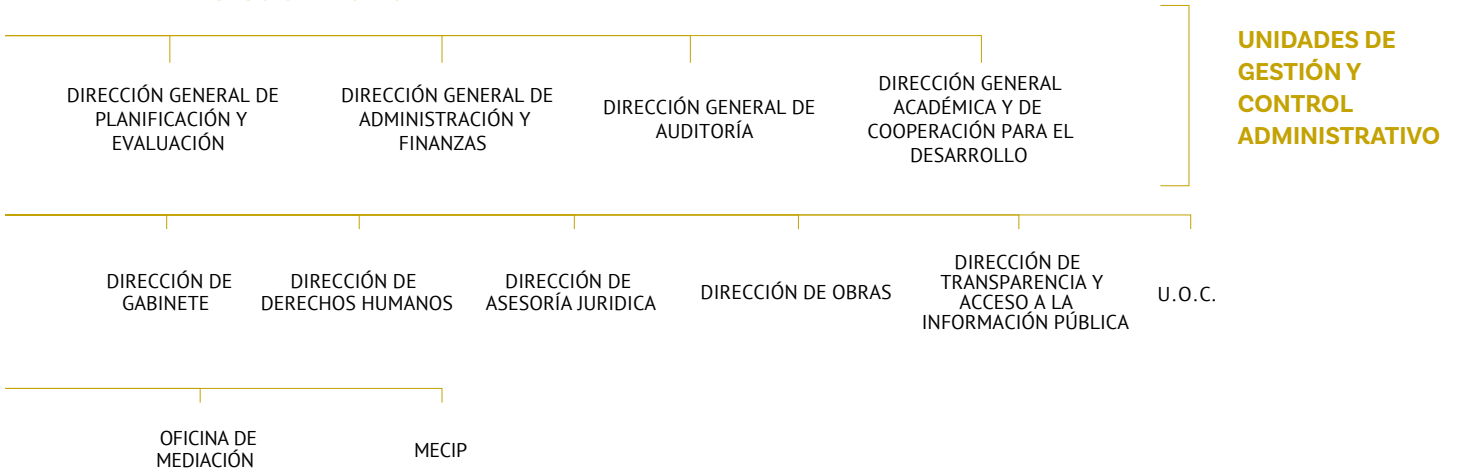 UNIDADES DE
GESTIÓN Y
CONTROL
ADMINISTRATIVO
DIRECCIÓN GENERAL DE
PLANIFICACIÓN Y
EVALUACIÓN
DIRECCIÓN GENERAL DE
ADMINISTRACIÓN Y
FINANZAS
DIRECCIÓN GENERAL DE
AUDITORÍA
DIRECCIÓN GENERAL
ACADÉMICA Y DE
COOPERACIÓN PARA EL
DESARROLLO
DIRECCIÓN DE
GABINETE
DIRECCIÓN DE
DERECHOS HUMANOS
DIRECCIÓN DE
ASESORÍA JURIDICA
DIRECCIÓN DE OBRAS
DIRECCIÓN DE
TRANSPARENCIA Y
ACCESO A LA
INFORMACIÓN PÚBLICA
U.O.C.
OFICINA DE
MEDIACIÓN
MECIP